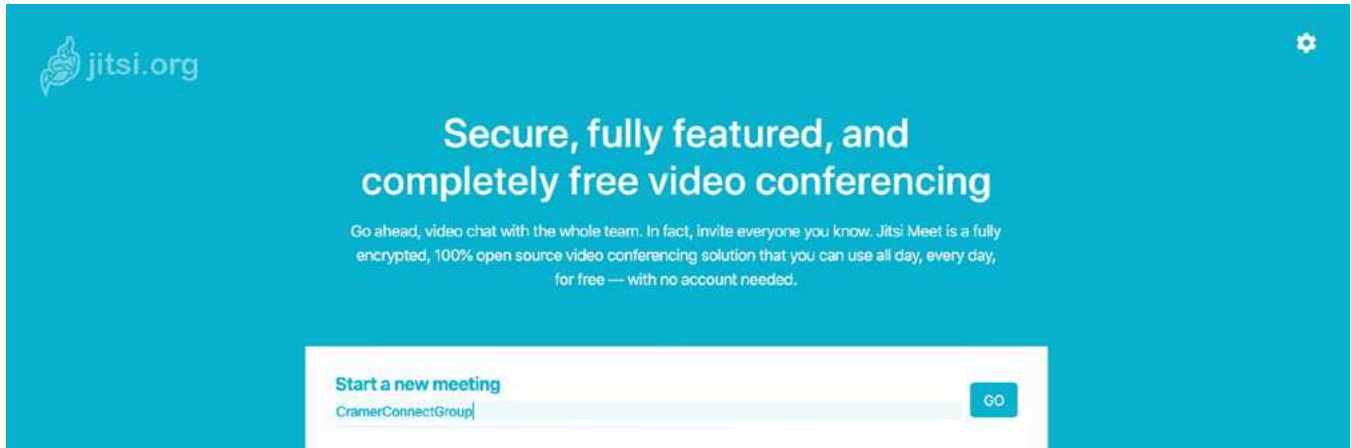 jitsi.org
Secure, fully featured, and
completely free video conferencing
Go ahead, video chat with the whole team. In fact, invite everyone you know. Jitsi Meet is a fully
encrypted, 100% open source video conferencing solution that you can use all day, every day,
for free — with no account needed.
Start a new meeting
CramerConnectGroup
GO